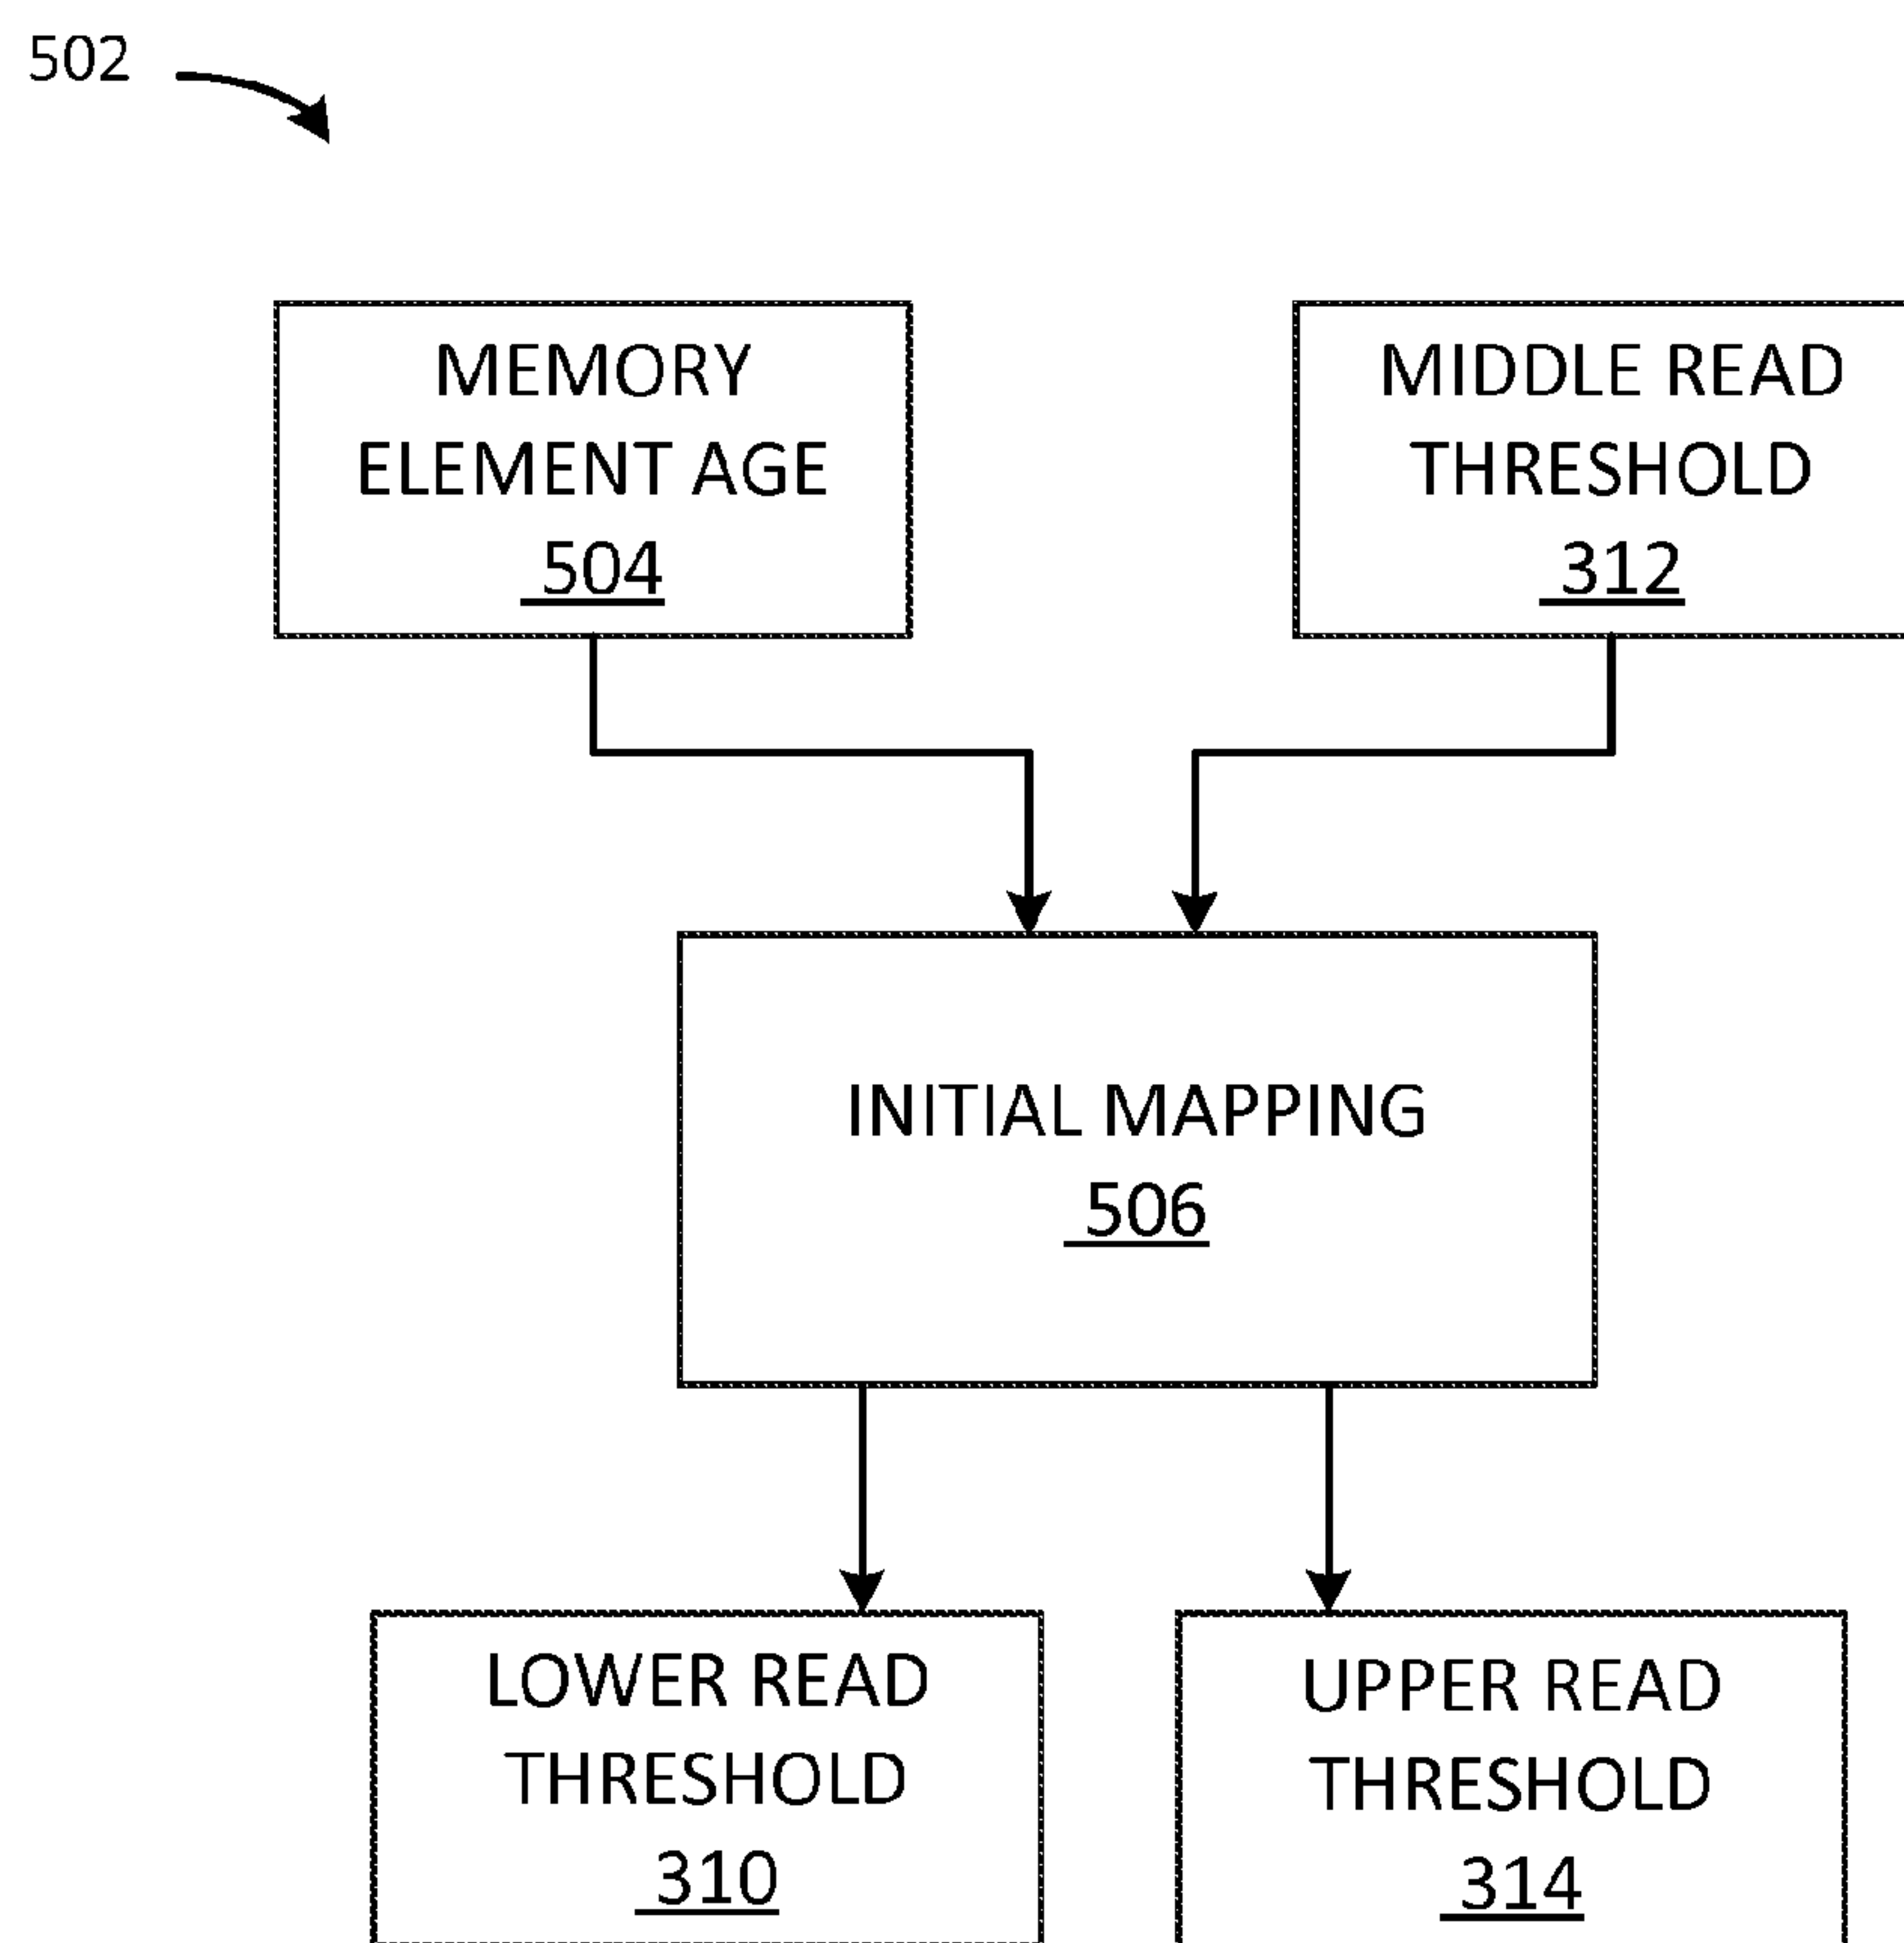 502
MEMORY
ELEMENT AGE
504
MIDDLE READ
THRESHOLD
312
INITIAL MAPPING
506
LOWER READ
THRESHOLD
310
UPPER READ
THRESHOLD
314